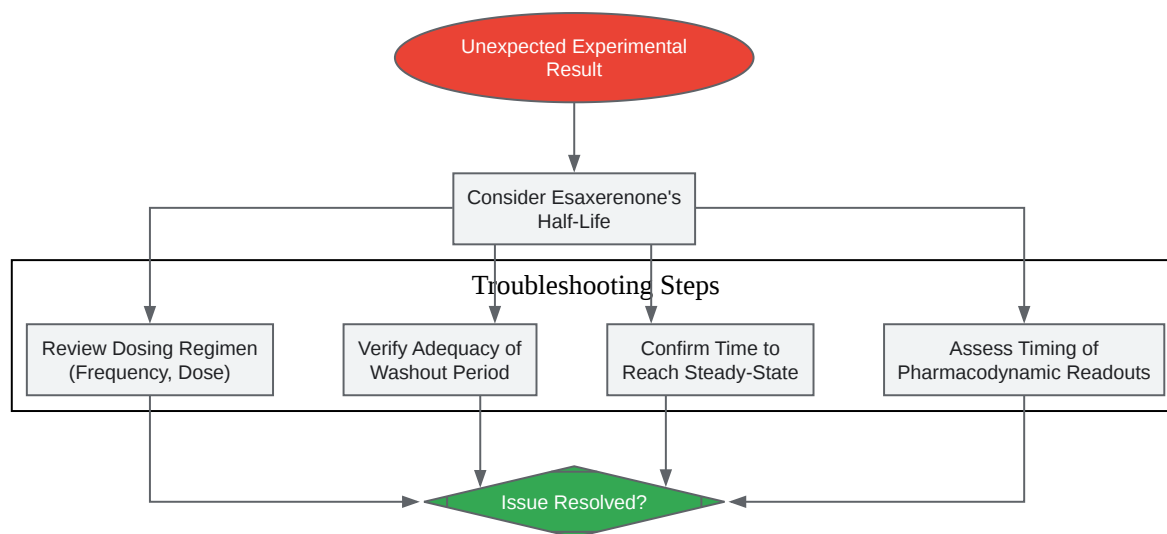 Unexpected Experimental
Result
Consider Esaxerenone's
Half-Life
Troubleshooting Steps
Review Dosing Regimen
(Frequency, Dose)
Verify Adequacy of
Washout Period
Confirm Time to
Reach Steady-State
Assess Timing of
Pharmacodynamic Readouts
Issue Resolved?